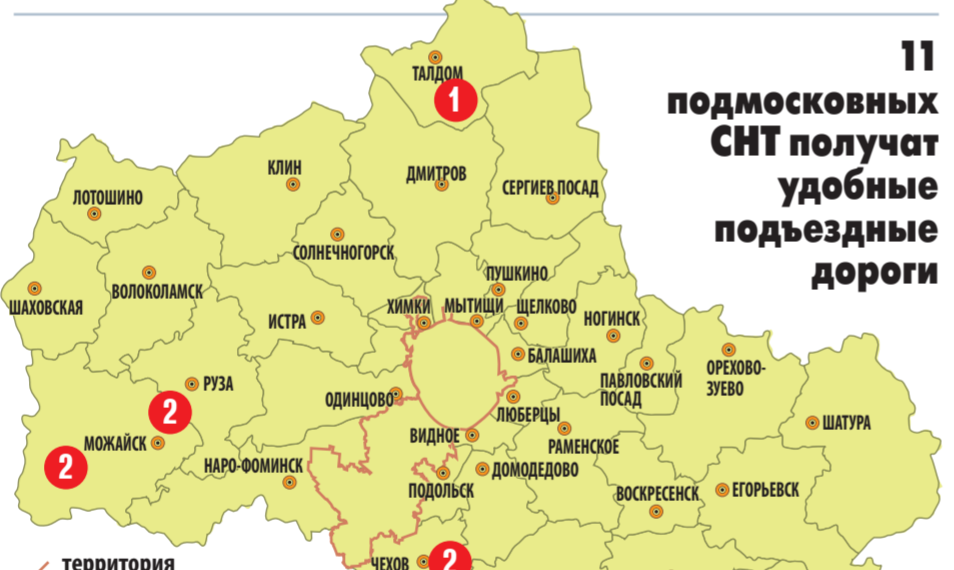 11
подмосковных
СНТ получат
удобные
подъездные
дороги
ТАЛДОМ
1
КЛИН
ДМИТРОВ
СЕРГИЕВ ПОСАД
ЛОТОШИНО
СОЛНЕЧНОГОРСК
ПУШКИНО
ШАХОВСКАЯ
ВОЛОКОЛАМСК
ХИМКИ
МЫТИЩИ
ЩЕЛКОВО
ИСТРА
НОГИНСК
БАЛАШИХА
ПАВЛОВСКИЙ
ПОСАД
ОРЕХОВО-
ЗУЕВО
РУЗА
2
ОДИНЦОВО
ЛЮБЕРЦЫ
ШАТУРА
МОЖАЙСК
2
ВИДНОЕ
РАМЕНСКОЕ
НАРО-ФОМИНСК
ДОМОДЕДОВО
ПОДОЛЬСК
ВОСКРЕСЕНСК
ЕГОРЬЕВСК
ЧЕХОВ
2
территория